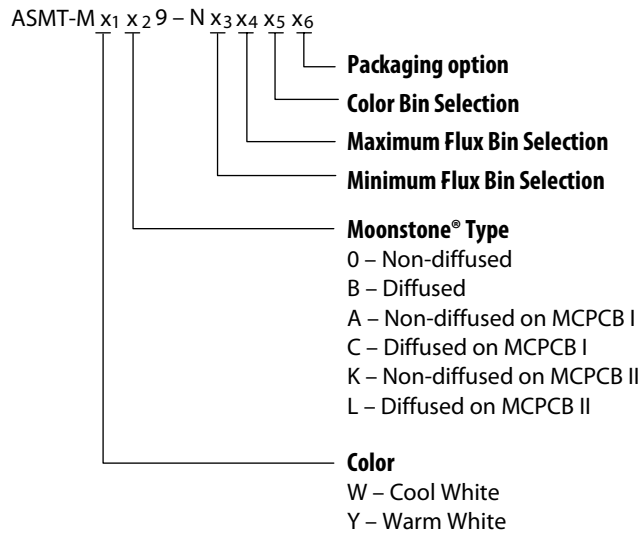 ASMT-M x1 x 2 9 – N x3 x4 x5 x6
Packaging option
Color Bin Selection
Maximum Flux Bin Selection
Minimum Flux Bin Selection
Moonstone® Type
0 – Non-diffused
B – Diffused
A – Non-diffused on MCPCB I
C – Diffused on MCPCB I
K – Non-diffused on MCPCB II
L – Diffused on MCPCB II
Color
W – Cool White
Y – Warm White